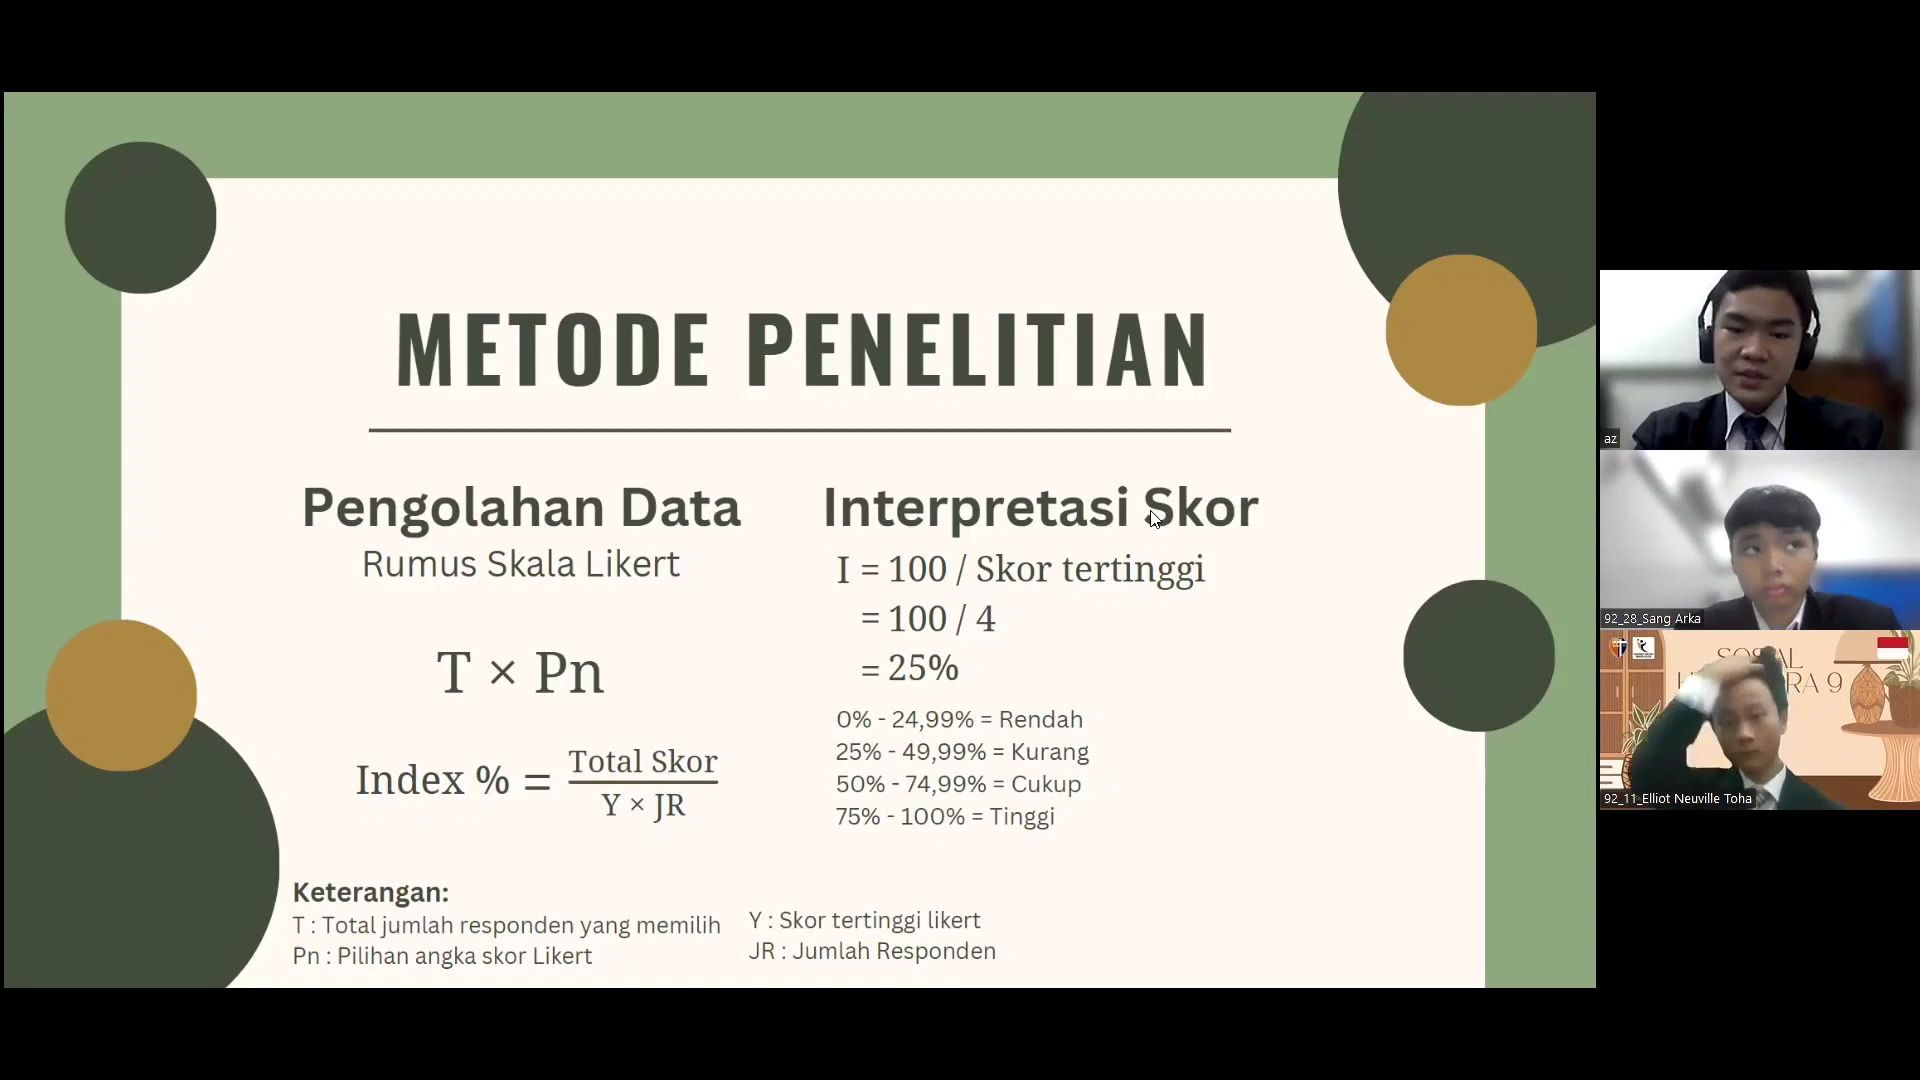 METODE PENELITIAN
Pengolahan Data
Rumus Skala Likert
T × Pn
Index % = Total Skor
Y × JR
Interpretasi Skor
I = 100 / Skor tertinggi
= 100 / 4
= 25%
0% - 24,99% = Rendah
25% - 49,99% = Kurang
50% - 74,99% = Cukup
75% - 100% = Tinggi
Keterangan:
T : Total jumlah responden yang memilih
Pn : Pilihan angka skor Likert
Y : Skor tertinggi likert
JR : Jumlah Responden
az
92_28_Sang Arka
RA 9
92_11_Elliot Neuville Toha